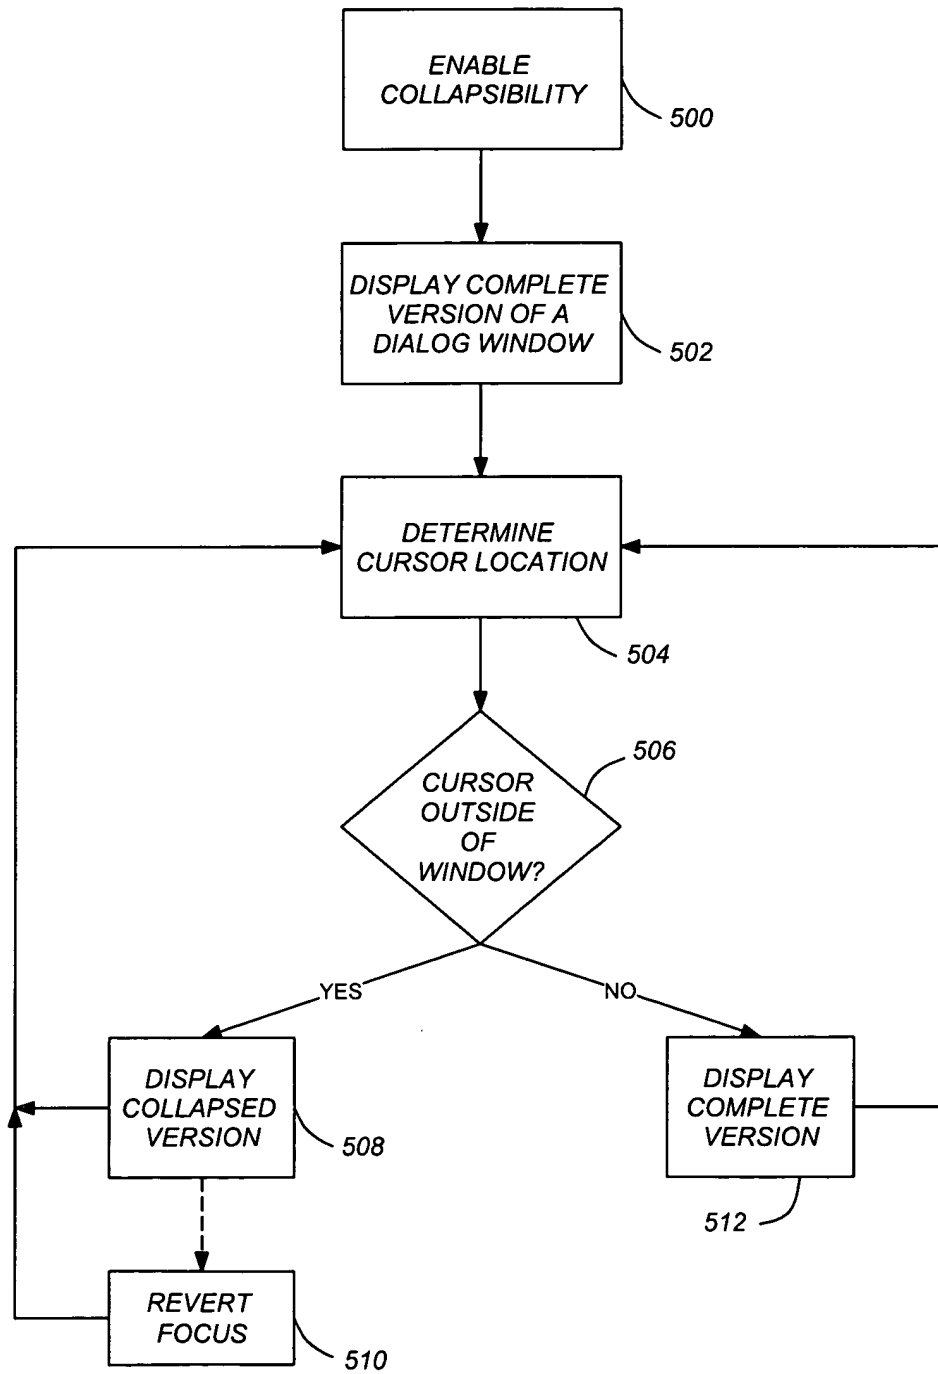 ENABLE
COLLAPSIBILITY
500
DISPLAY COMPLETE
VERSION OF A
DIALOG WINDOW
502
DETERMINE
CURSOR LOCATION
504
506
CURSOR
OUTSIDE
OF
WINDOW?
YES
NO
DISPLAY
COLLAPSED
VERSION
508
DISPLAY
COMPLETE
VERSION
512
REVERT
FOCUS
510